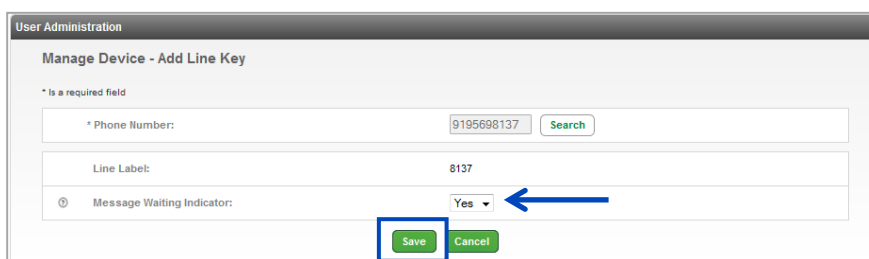 User Administration
Manage Device - Add Line Key
* Is a required field
* Phone Number: 9195698137 Search
Line Label: 8137
? Message Waiting Indicator: Yes
Save Cancel